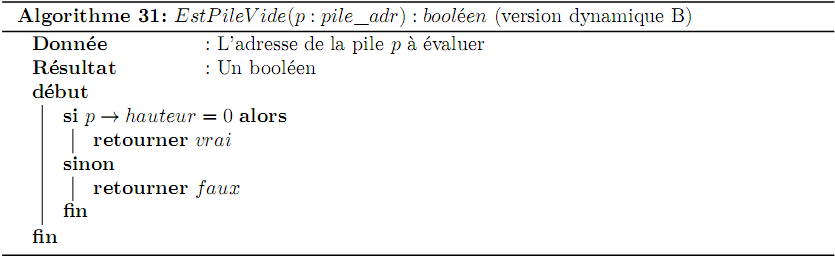 Algorithme 31: EstPileVide(p : pile_adr) : booléen (version dynamique B)
Donnée : L'adresse de la pile p à évaluer
Résultat : Un booléen
début
si p → hauteur = 0 alors
retourner vrai
sinon
retourner faux
fin
fin